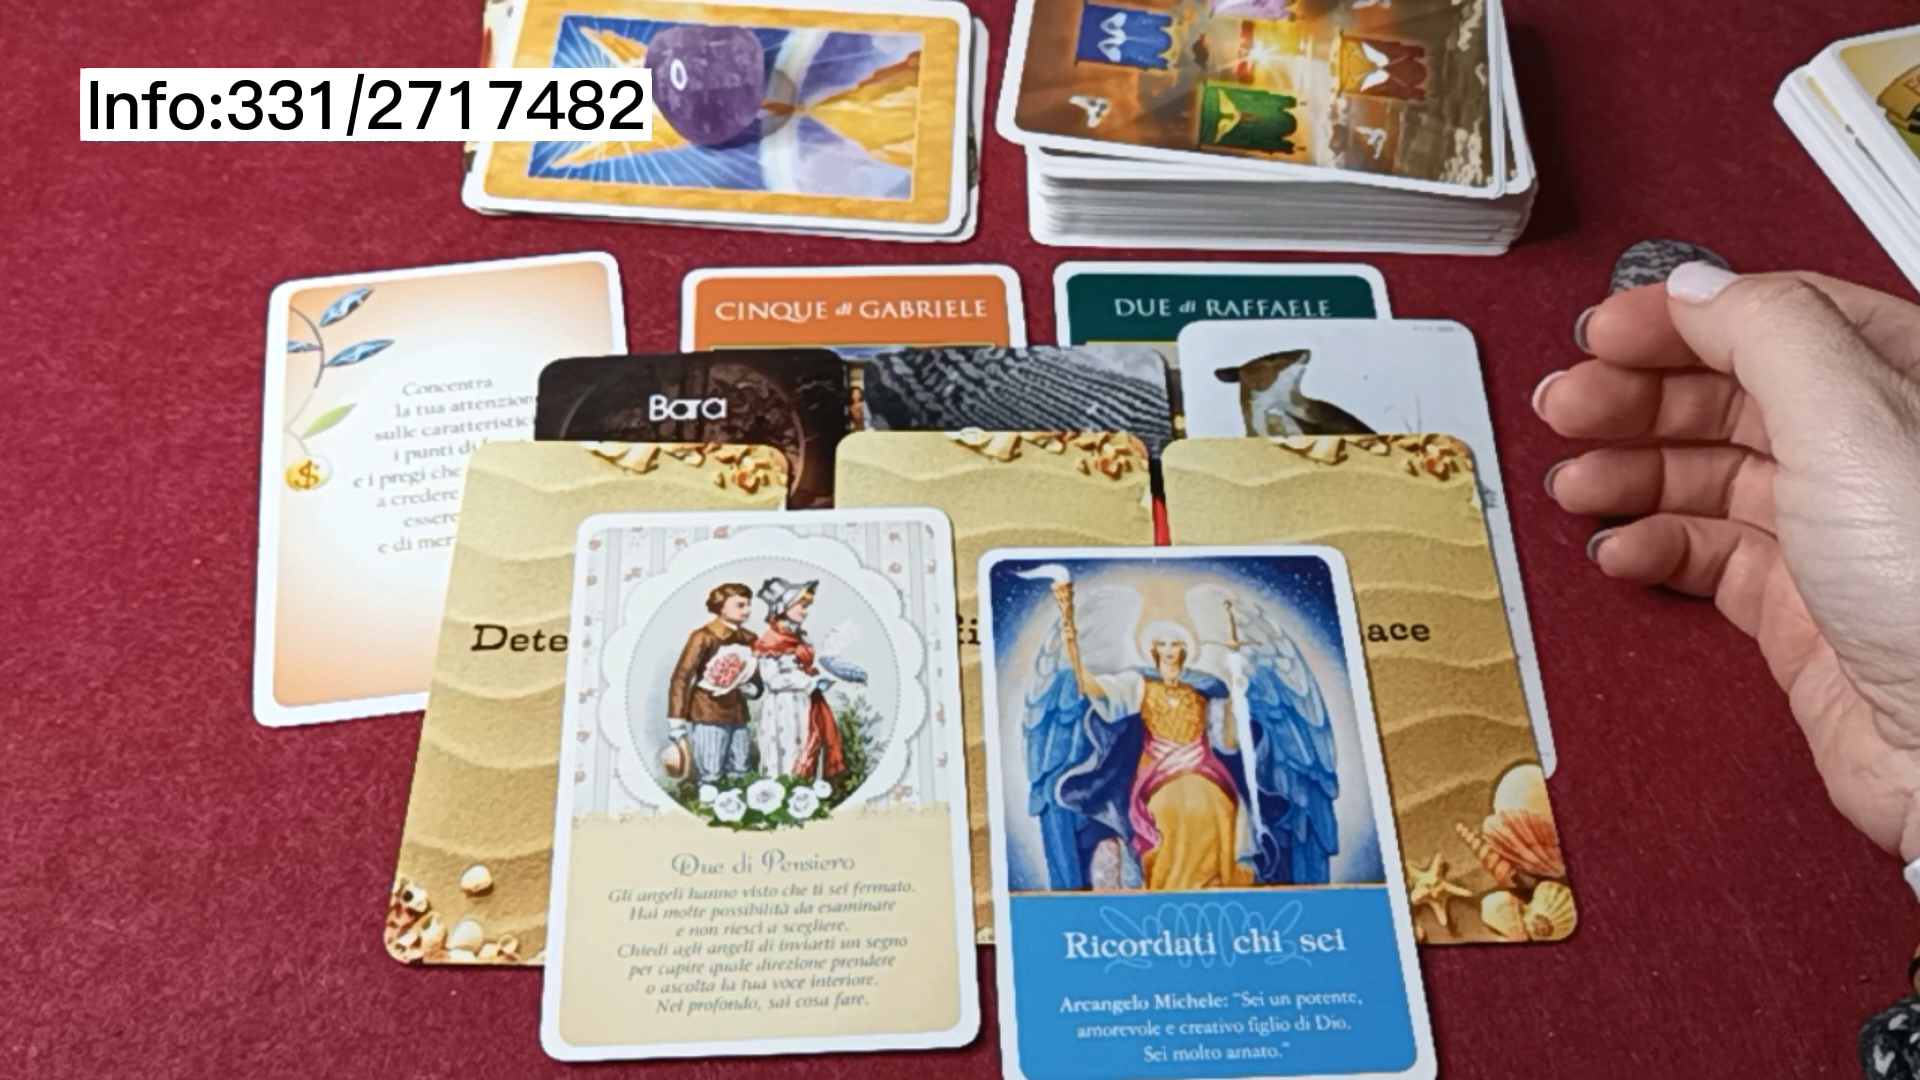 Info:331/2717482
CINQUE di GABRIELE
DUE di RAFFAELE
Concentra
la tua attenzion
sulle caratteristic
i punti di
e i pregi che
a credere
essere
e di mer
Bara
Dete
fi
ace
Due di Pensiero
Gli angeli hanno visto che ti sei fermato.
Hai molte possibilità da esaminare
e non riesci a scegliere.
Chiedi agli angeli di inviarti un segno
per capire quale direzione prendere
o ascolta la tua voce interiore.
Nel profondo, sai cosa fare.
Ricordati chi sei
Arcangelo Michele: "Sei un potente,
amorevole e creativo figlio di Dio.
Sei molto amato."